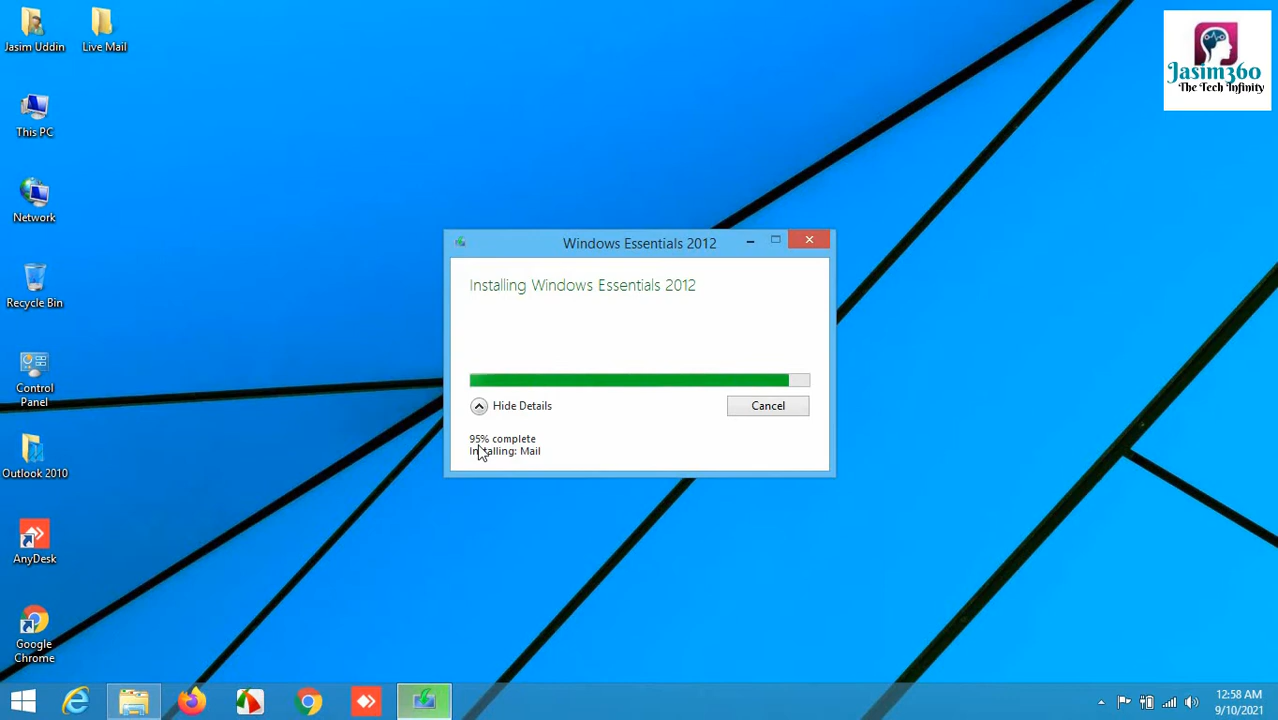 Jasim Uddin
Live Mail
Jasim360
The Tech Infinity
This PC
Network
Windows Essentials 2012
Installing Windows Essentials 2012
Recycle Bin
Control
Panel
Hide Details
Cancel
95% complete
Installing: Mail
Outlook 2010
AnyDesk
Google
Chrome
12:58 AM
9/10/2021